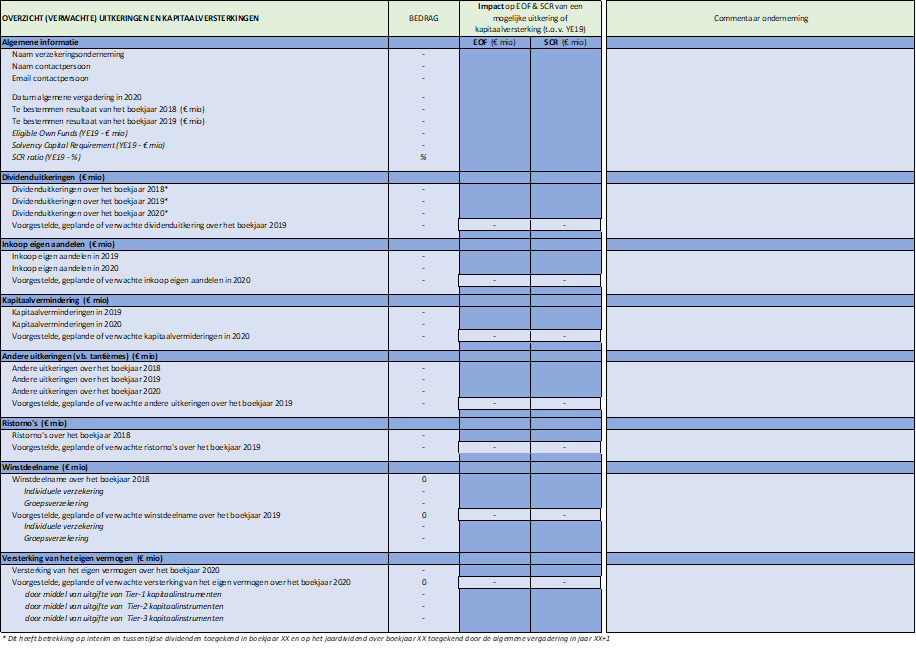 OVERZICHT (VERWACHTE) UITKERINGEN EN KAPITAALVERSTERKINGEN
BEDRAG
Impact op EOF & SCR van een
mogelijke uitkering of
kapitaalversterking (t.o.v. YE19)
Commentaar onderneming
Algemene informatie
EOF (€ mio)
SCR (€ mio)
Naam verzekeringsonderneming -
Naam contactpersoon -
Email contactpersoon -
Datum algemene vergadering in 2020 -
Te bestemmen resultaat van het boekjaar 2018 (€ mio) -
Te bestemmen resultaat van het boekjaar 2019 (€ mio) -
Eligible Own Funds (YE19 - € mio) -
Solvency Capital Requirement (YE19 - € mio) -
SCR ratio (YE19 - %) %
Dividenduitkeringen (€ mio)
Dividenduitkeringen over het boekjaar 2018* -
Dividenduitkeringen over het boekjaar 2019* -
Dividenduitkeringen over het boekjaar 2020* -
Voorgestelde, geplande of verwachte dividenduitkering over het boekjaar 2019 - - -
Inkoop eigen aandelen (€ mio)
Inkoop eigen aandelen in 2019 -
Inkoop eigen aandelen in 2020 -
Voorgestelde, geplande of verwachte inkoop eigen aandelen in 2020 - - -
Kapitaalvermindering (€ mio)
Kapitaalverminderingen in 2019 -
Kapitaalverminderingen in 2020 -
Voorgestelde, geplande of verwachte kapitaalvermideringen in 2020 - - -
Andere uitkeringen (vb. tantièmes) (€ mio)
Andere uitkeringen over het boekjaar 2018 -
Andere uitkeringen over het boekjaar 2019 -
Andere uitkeringen over het boekjaar 2020 -
Voorgestelde, geplande of verwachte andere uitkeringen over het boekjaar 2019 - - -
Ristorno's (€ mio)
Ristorno's over het boekjaar 2018 -
Voorgestelde, geplande of verwachte ristorno's over het boekjaar 2019 - - -
Winstdeelname (€ mio)
Winstdeelname over het boekjaar 2018 0
Individuele verzekering -
Groepsverzekering -
Voorgestelde, geplande of verwachte winstdeelname over het boekjaar 2019 0 - -
Individuele verzekering -
Groepsverzekering -
Versterking van het eigen vermogen (€ mio)
Versterking van het eigen vermogen over het boekjaar 2020 -
Voorgestelde, geplande of verwachte versterking van het eigen vermogen over het boekjaar 2020 0 - -
door middel van uitgifte van Tier-1 kapitaalinstrumenten -
door middel van uitgifte van Tier-2 kapitaalinstrumenten -
door middel van uitgifte van Tier-3 kapitaalinstrumenten -
* Dit heeft betrekking op interim en tussentijdse dividenden toegekend in boekjaar XX en op het jaardividend over boekjaar XX toegekend door de algemene vergadering in jaar XX+1